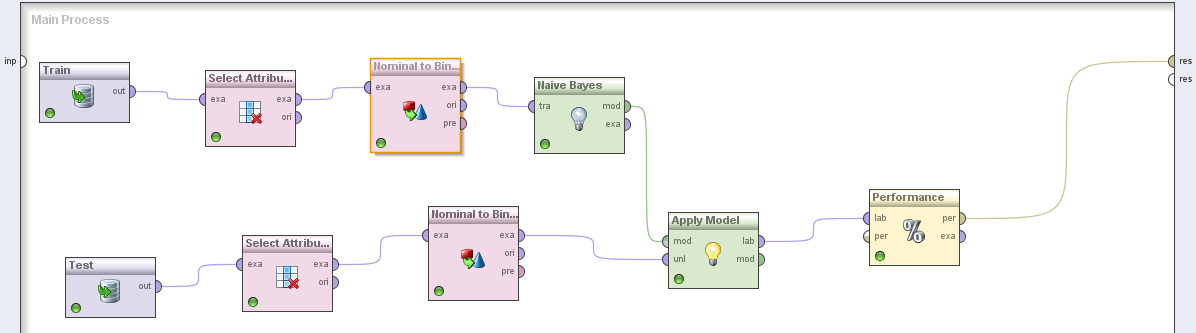 Main Process
inp
res
res
Train
out
Select Attribu...
exa
exa
ori
Nominal to Bin...
exa
exa
ori
pre
Naive Bayes
tra
mod
exa
Test
out
Select Attribu...
exa
exa
ori
Nominal to Bin...
exa
exa
ori
pre
Apply Model
mod
lab
unl
mod
Performance
lab
per
per
exa
%